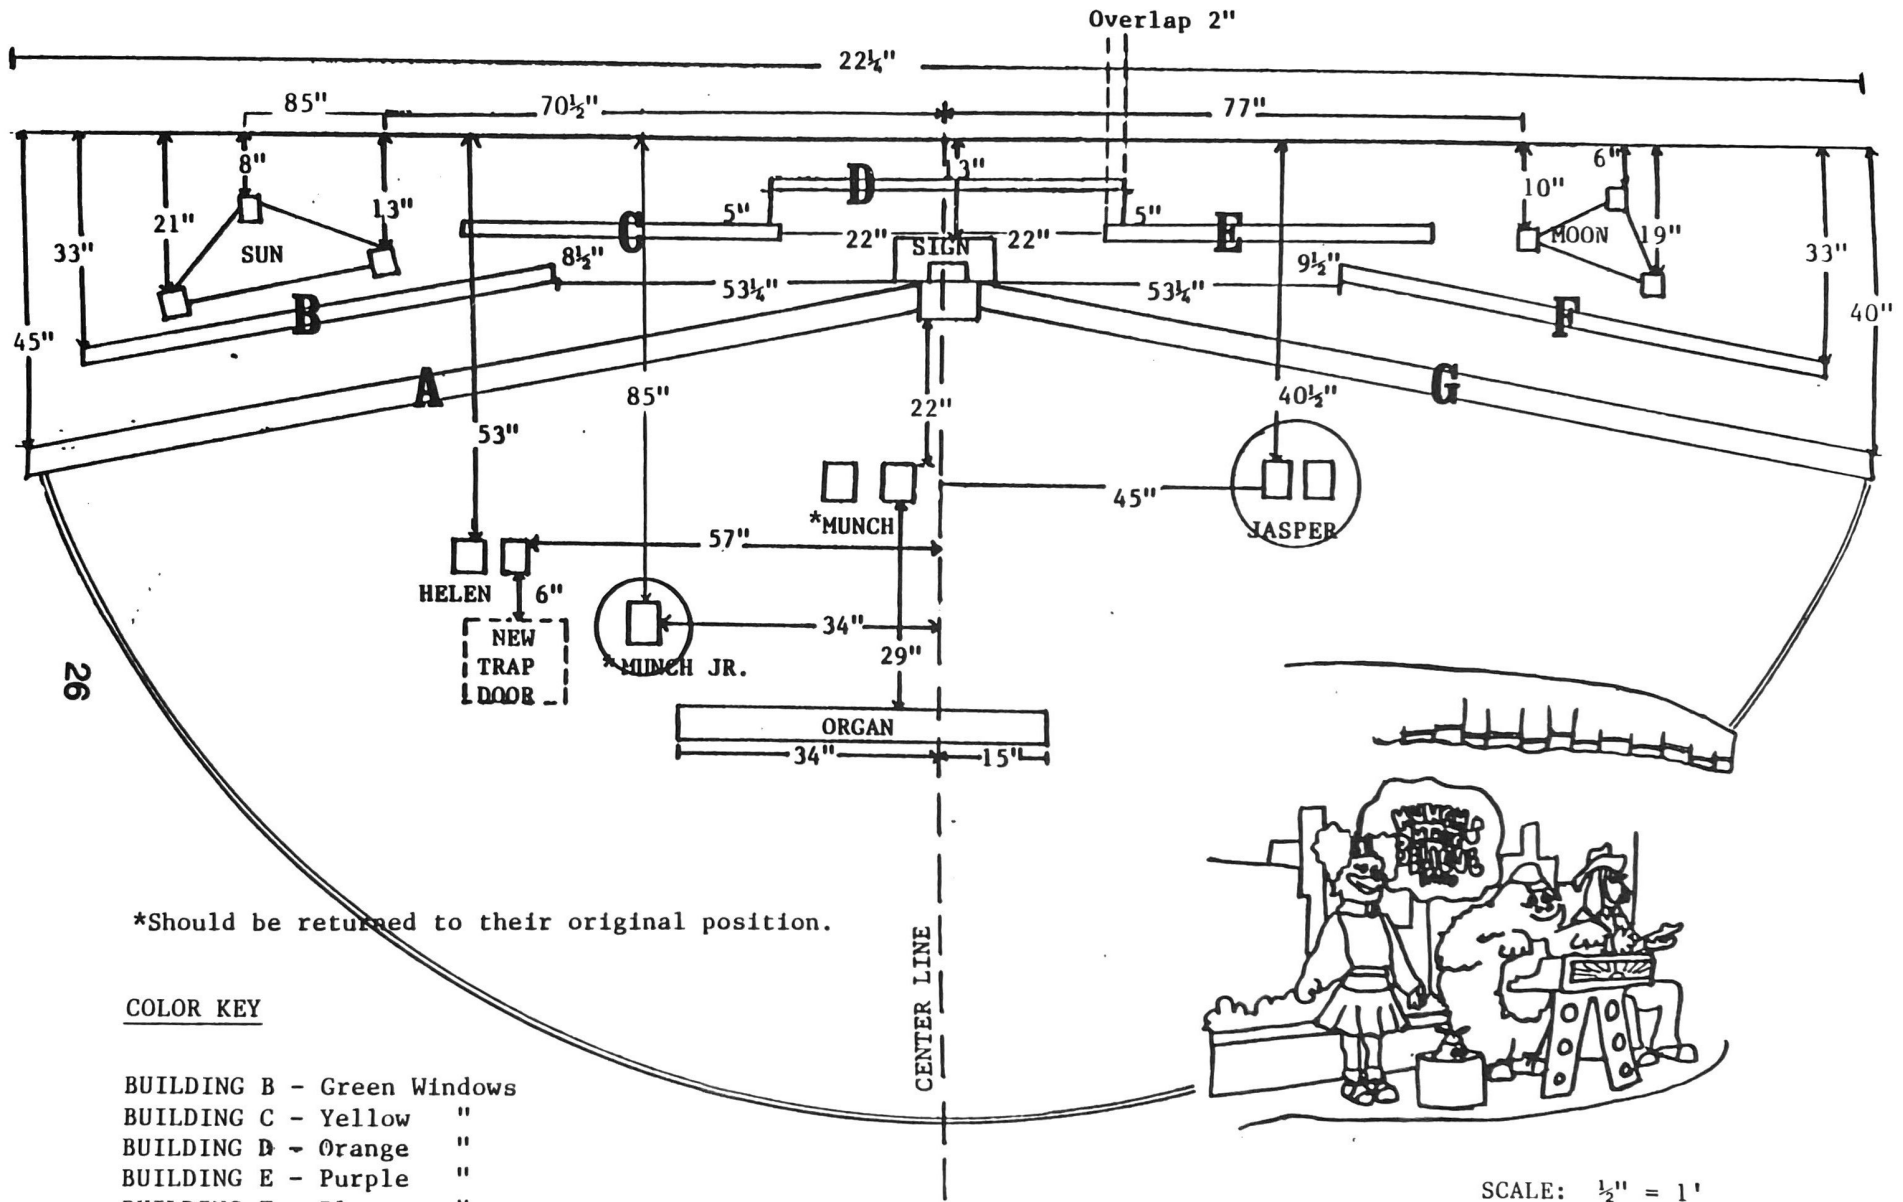 Overlap 2"
22¼"
85"
70½"
77"
8"
3"
6"
D
10"
21"
13"
5"
5"
C
E
33"
SUN
22"
22"
MOON
19"
33"
SIGN
8½"
9½"
53¼"
53¼"
B
F
40"
45"
A
G
85"
22"
40½"
53"
45"
*MUNCH
JASPER
57"
HELEN
6"
34"
NEW
TRAP
DOOR
*MUNCH JR.
29"
26
ORGAN
34"
15"
*Should be returned to their original position.
CENTER LINE
COLOR KEY
BUILDING B - Green Windows
BUILDING C - Yellow "
BUILDING D - Orange "
BUILDING E - Purple "
SCALE: ½" = 1'